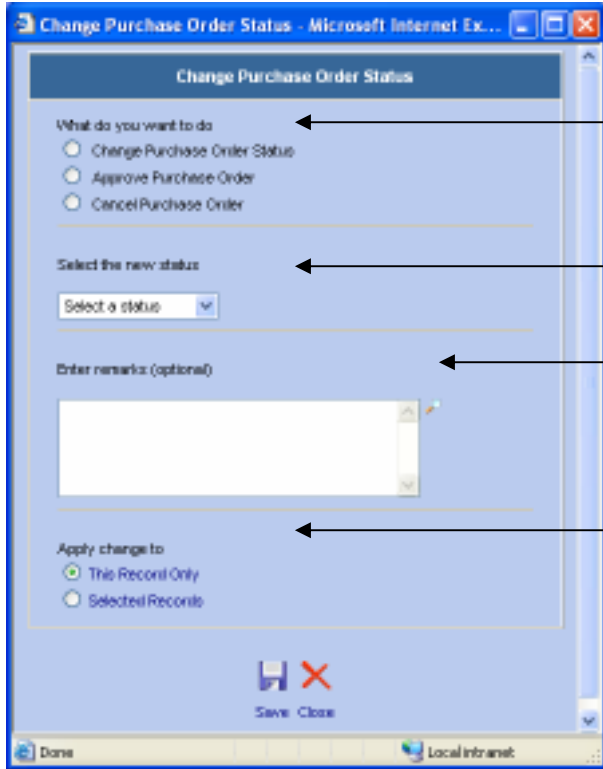 Change Purchase Order Status - Microsoft Internet Ex...
Change Purchase Order Status
What do you want to do
Change Purchase Order Status
Approve Purchase Order
Cancel Purchase Order
Select the new status
Select a status
Enter remarks (optional)
Apply change to
This Record Only
Selected Records
Save Close
Done Local intranet